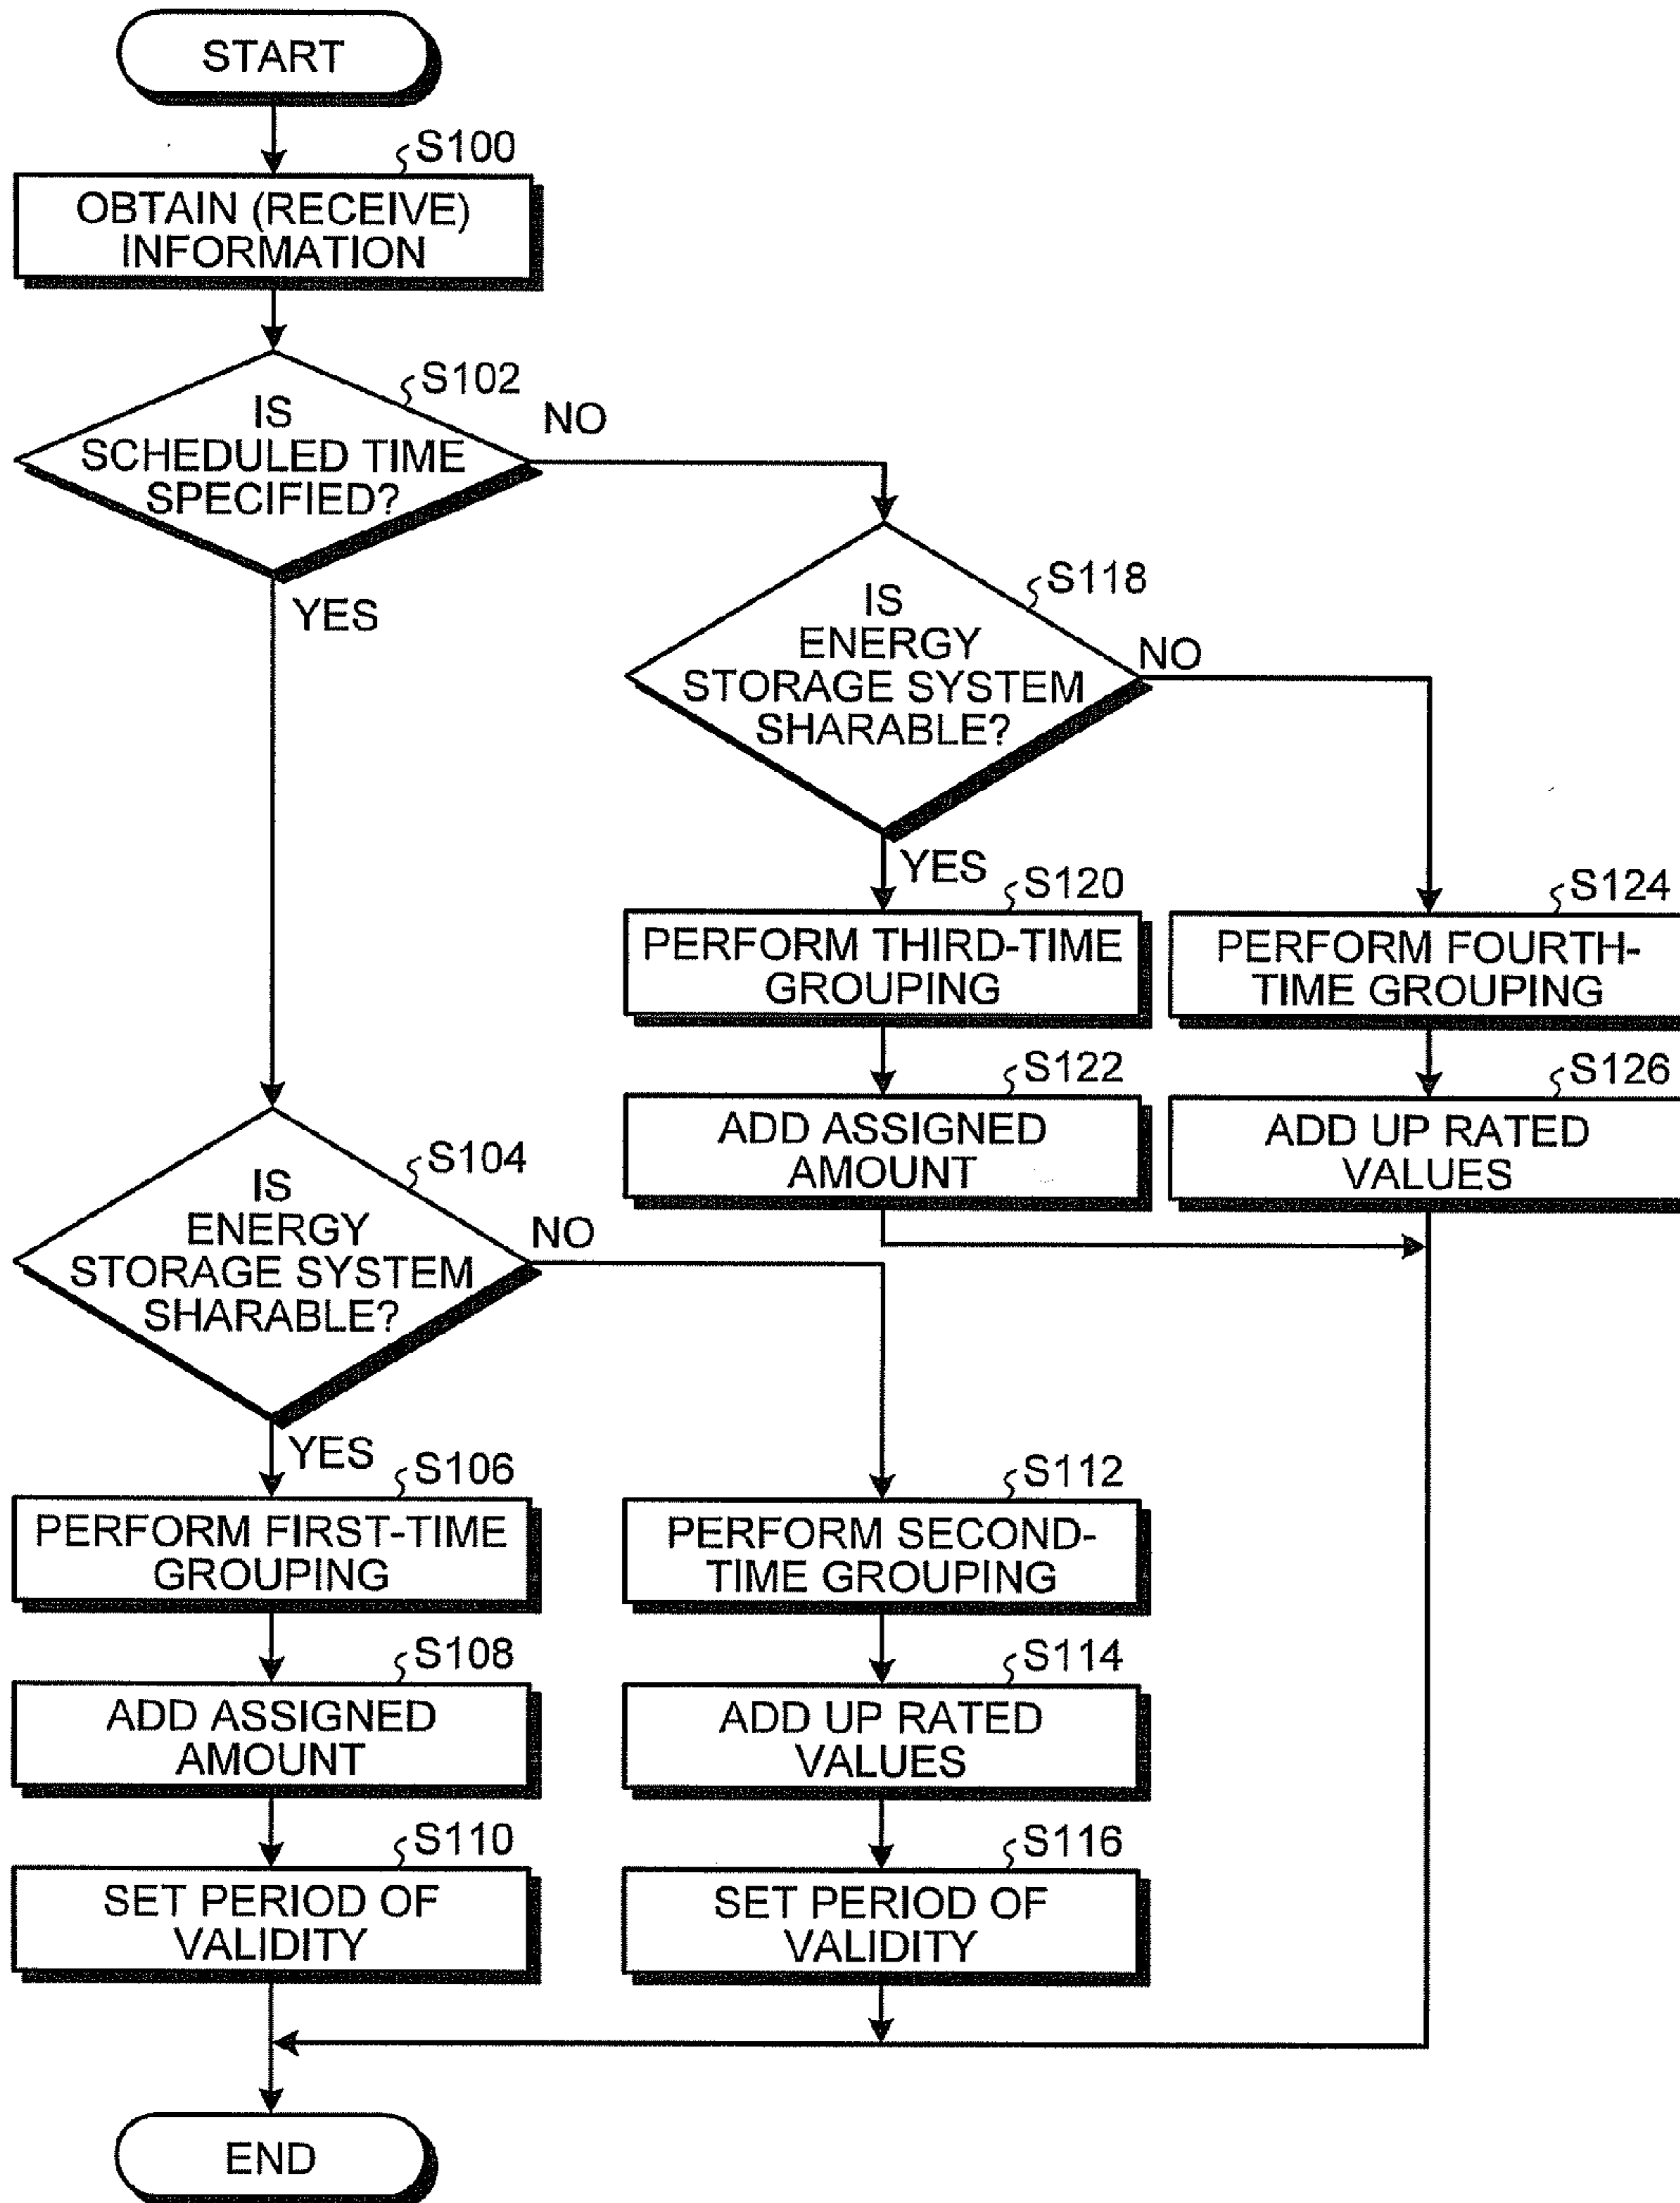 START
S100
OBTAIN (RECEIVE)
INFORMATION
S102
IS
SCHEDULED TIME
SPECIFIED?
NO
YES
S118
IS
ENERGY
STORAGE SYSTEM
SHARABLE?
NO
YES
S120
PERFORM THIRD-TIME
GROUPING
S124
PERFORM FOURTH-
TIME GROUPING
S122
ADD ASSIGNED
AMOUNT
S126
ADD UP RATED
VALUES
S104
IS
ENERGY
STORAGE SYSTEM
SHARABLE?
NO
YES
S106
PERFORM FIRST-TIME
GROUPING
S112
PERFORM SECOND-
TIME GROUPING
S108
ADD ASSIGNED
AMOUNT
S114
ADD UP RATED
VALUES
S110
SET PERIOD OF
VALIDITY
S116
SET PERIOD OF
VALIDITY
END